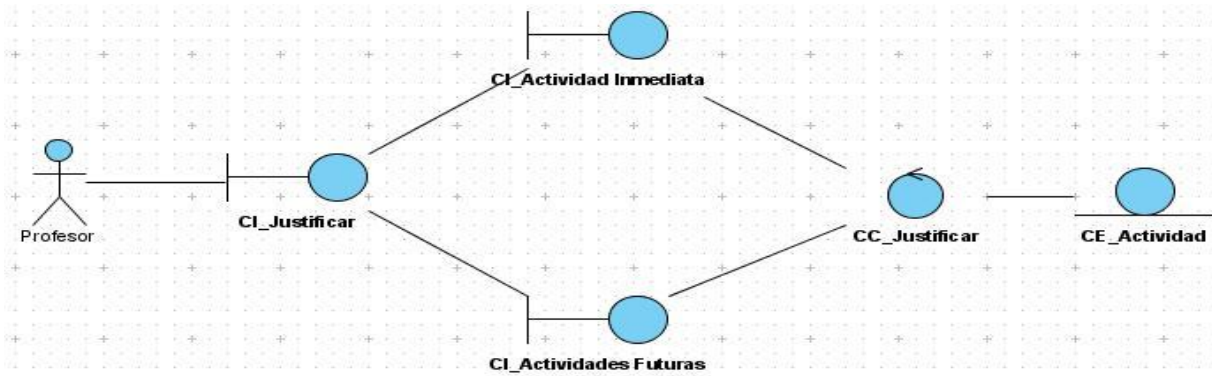 CI_Actividad Inmediata
Profesor
CI_Justificar
CC_Justificar
CE_Actividad
CI_Actividades Futuras